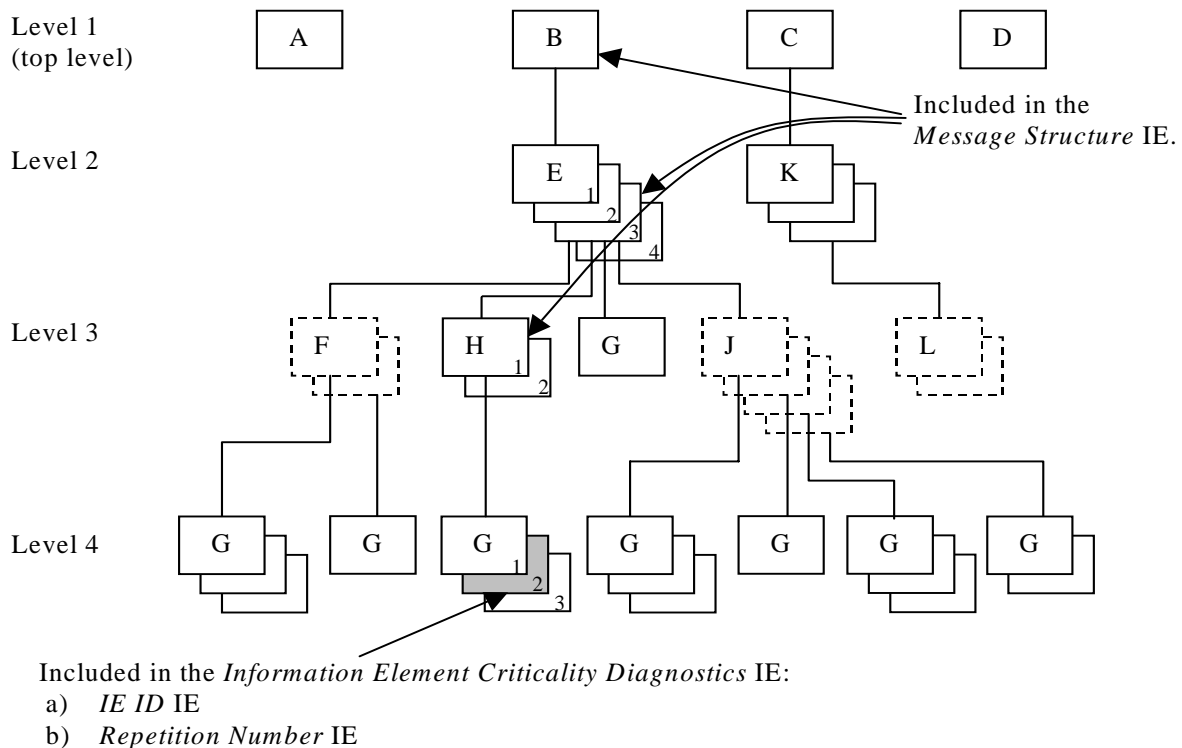 Level 1
(top level)
A
B
C
D
Included in the
Message Structure IE.
Level 2
E
1
2
3
4
K
Level 3
F
H
1
2
G
J
L
Level 4
G
G
G
1
2
3
G
G
G
G
Included in the Information Element Criticality Diagnostics IE:
a) IE ID IE
b) Repetition Number IE